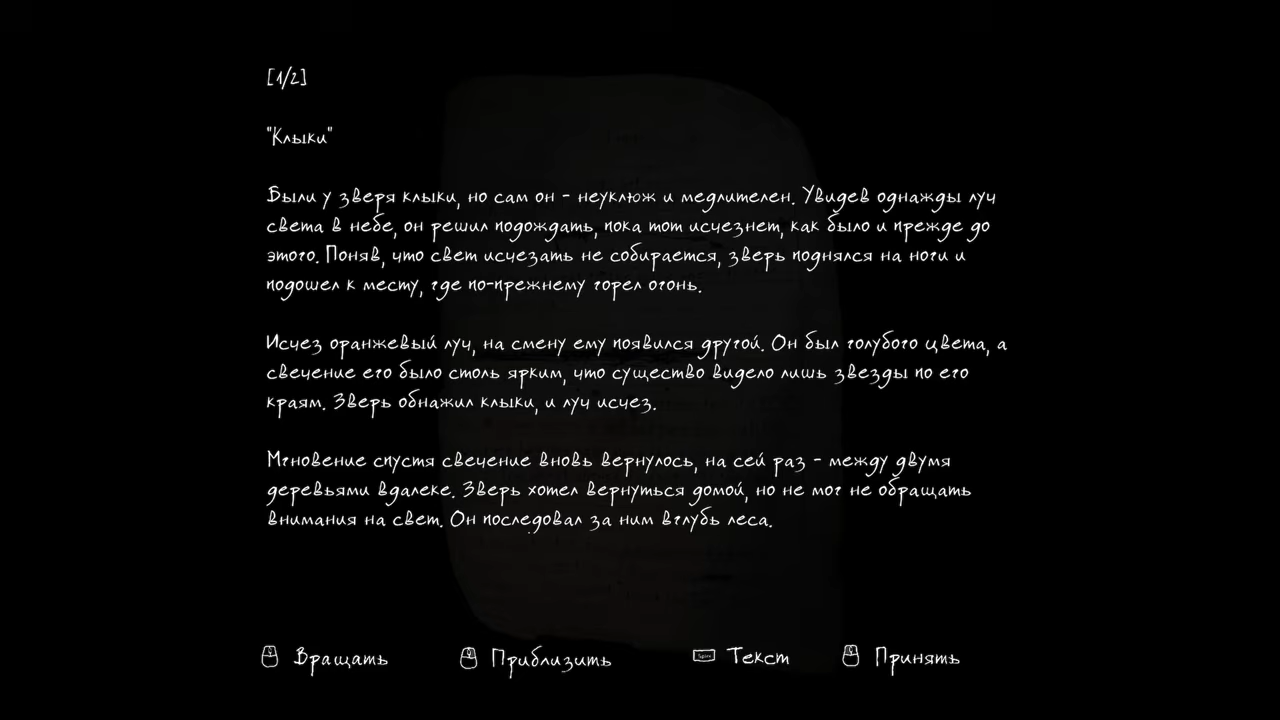 [1/2]
"Клыки"
Были у зверя клыки, но сам он - неуклюж и медлителен. Увидев однажды луч
света в небе, он решил подождать, пока тот исчезнет, как было и прежде до
этого. Поняв, что свет исчезать не собирается, зверь поднялся на ноги и
подошел к месту, где по-прежнему горел огонь.
Исчез оранжевый луч, на смену ему появился другой. Он был голубого цвета, а
свечение его было столь ярким, что существо видело лишь звезды по его
краям. Зверь обнажил клыки, и луч исчез.
Мгновение спустя свечение вновь вернулось, на сей раз - между двумя
деревьями вдалеке. Зверь хотел вернуться домой, но не мог не обращать
внимания на свет. Он последовал за ним вглубь леса.
Вращать Приблизить Текст Принять